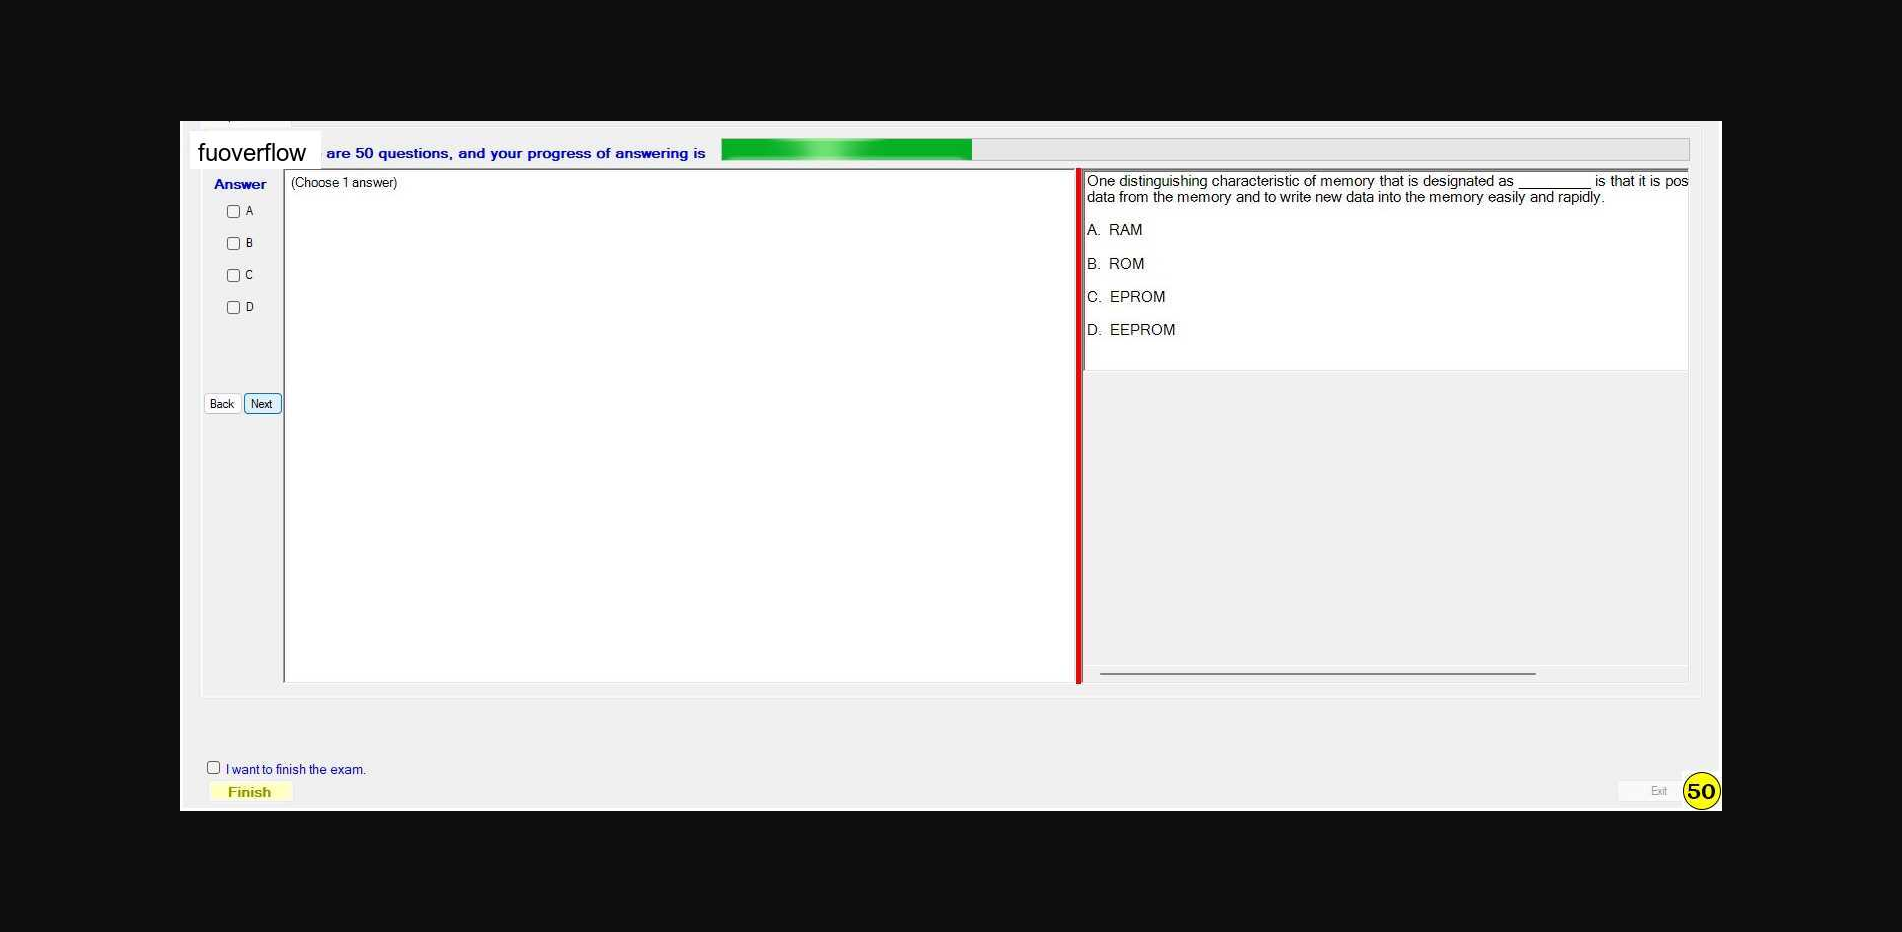 fuoverflow are 50 questions, and your progress of answering is
Answer
A
B
C
D
Back Next
(Choose 1 answer)
One distinguishing characteristic of memory that is designated as _________ is that it is pos
data from the memory and to write new data into the memory easily and rapidly.
A. RAM
B. ROM
C. EPROM
D. EEPROM
I want to finish the exam.
Finish
Exit
50